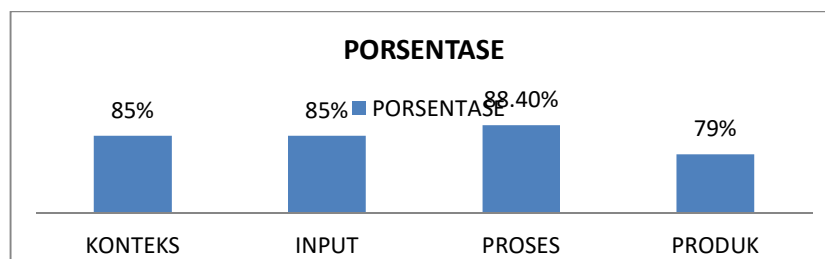 PORSENTASE
PORSENTASE
85% 85% 88.40% 79%
KONTEKS INPUT PROSES PRODUK